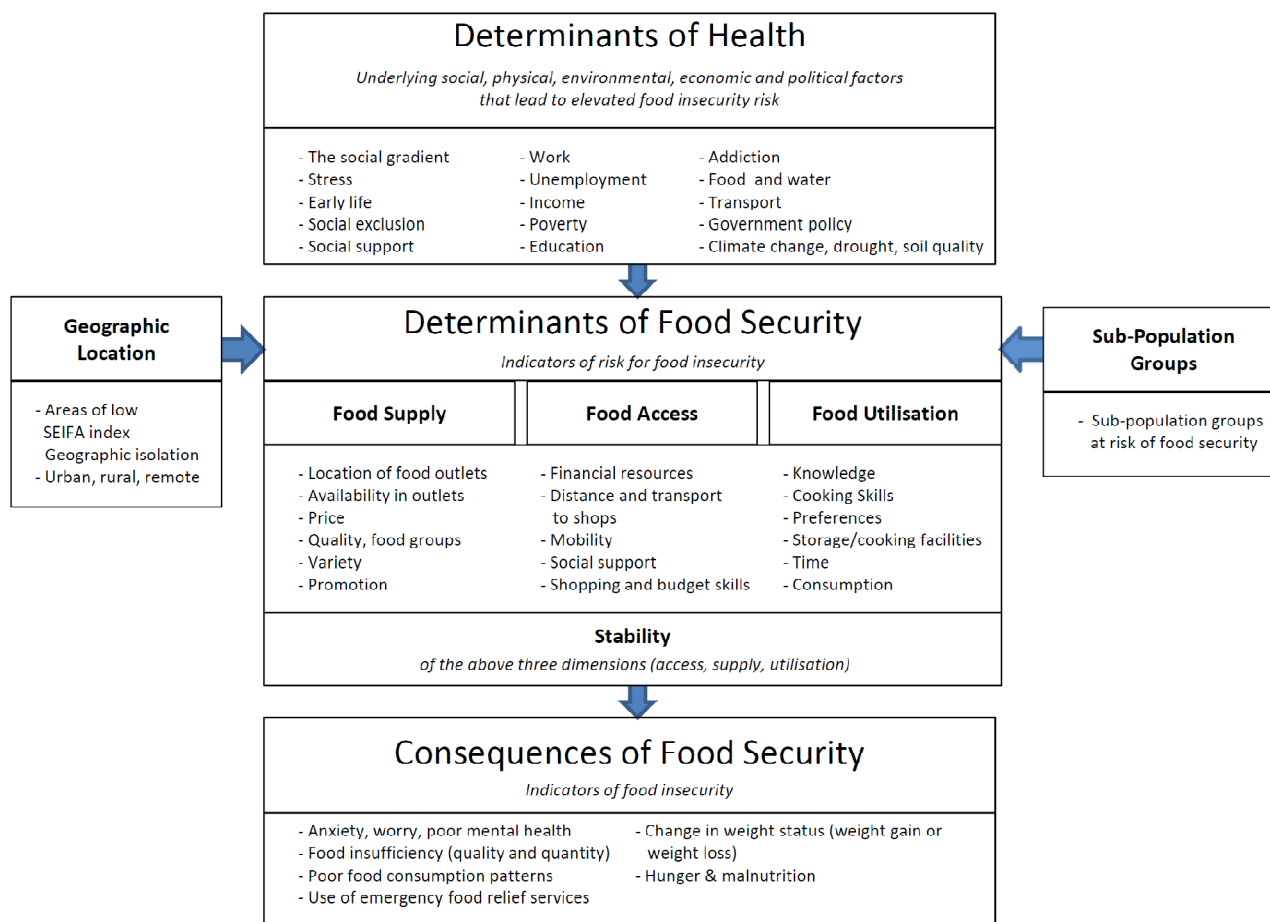 Determinants of Health
Underlying social, physical, environmental, economic and political factors
that lead to elevated food insecurity risk
- The social gradient
- Stress
- Early life
- Social exclusion
- Social support
- Work
- Unemployment
- Income
- Poverty
- Education
- Addiction
- Food and water
- Transport
- Government policy
- Climate change, drought, soil quality
Geographic
Location
- Areas of low
SEIFA index
Geographic isolation
- Urban, rural, remote
Determinants of Food Security
Indicators of risk for food insecurity
Food Supply
- Location of food outlets
- Availability in outlets
- Price
- Quality, food groups
- Variety
- Promotion
Food Access
- Financial resources
- Distance and transport
to shops
- Mobility
- Social support
- Shopping and budget skills
Food Utilisation
- Knowledge
- Cooking Skills
- Preferences
- Storage/cooking facilities
- Time
- Consumption
Stability
of the above three dimensions (access, supply, utilisation)
Sub-Population
Groups
- Sub-population groups
at risk of food security
Consequences of Food Security
Indicators of food insecurity
- Anxiety, worry, poor mental health
- Food insufficiency (quality and quantity)
- Poor food consumption patterns
- Use of emergency food relief services
- Change in weight status (weight gain or
weight loss)
- Hunger & malnutrition